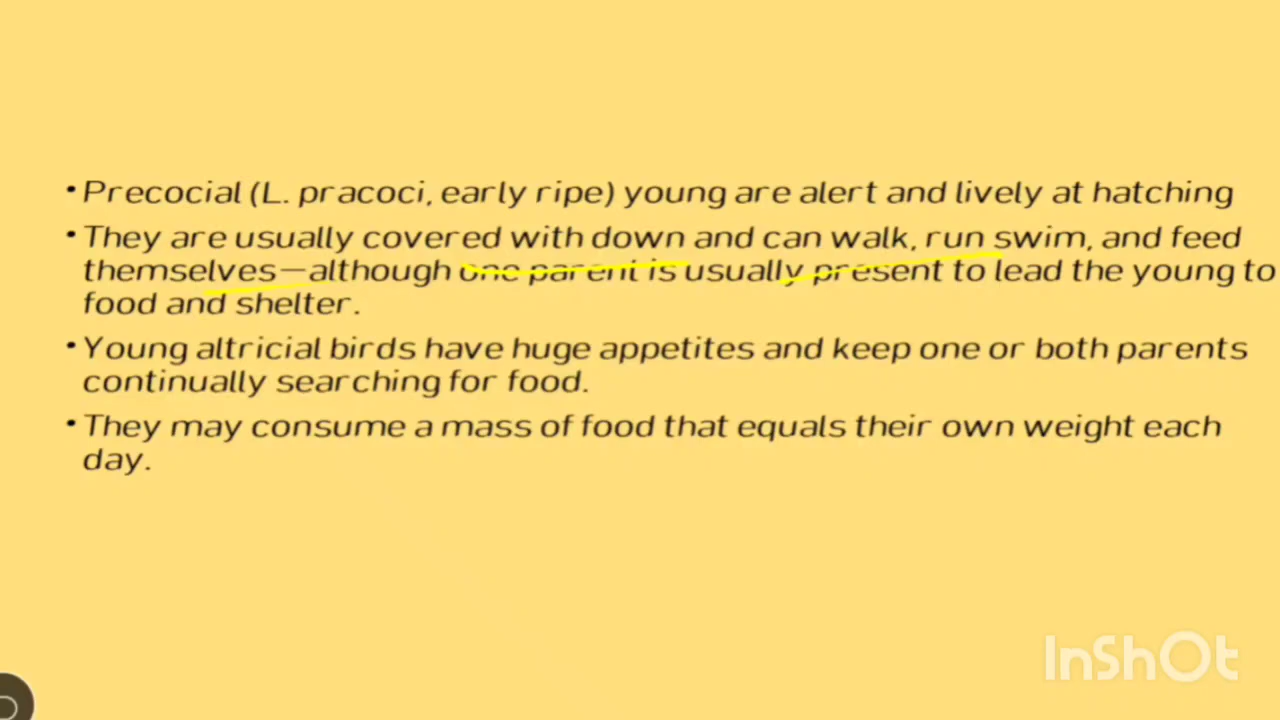 • Precocial (L. pracoci, early ripe) young are alert and lively at hatching
• They are usually covered with down and can walk, run swim, and feed
themselves—although one parent is usually present to lead the young to
food and shelter.
• Young altricial birds have huge appetites and keep one or both parents
continually searching for food.
• They may consume a mass of food that equals their own weight each
day.
InShOt